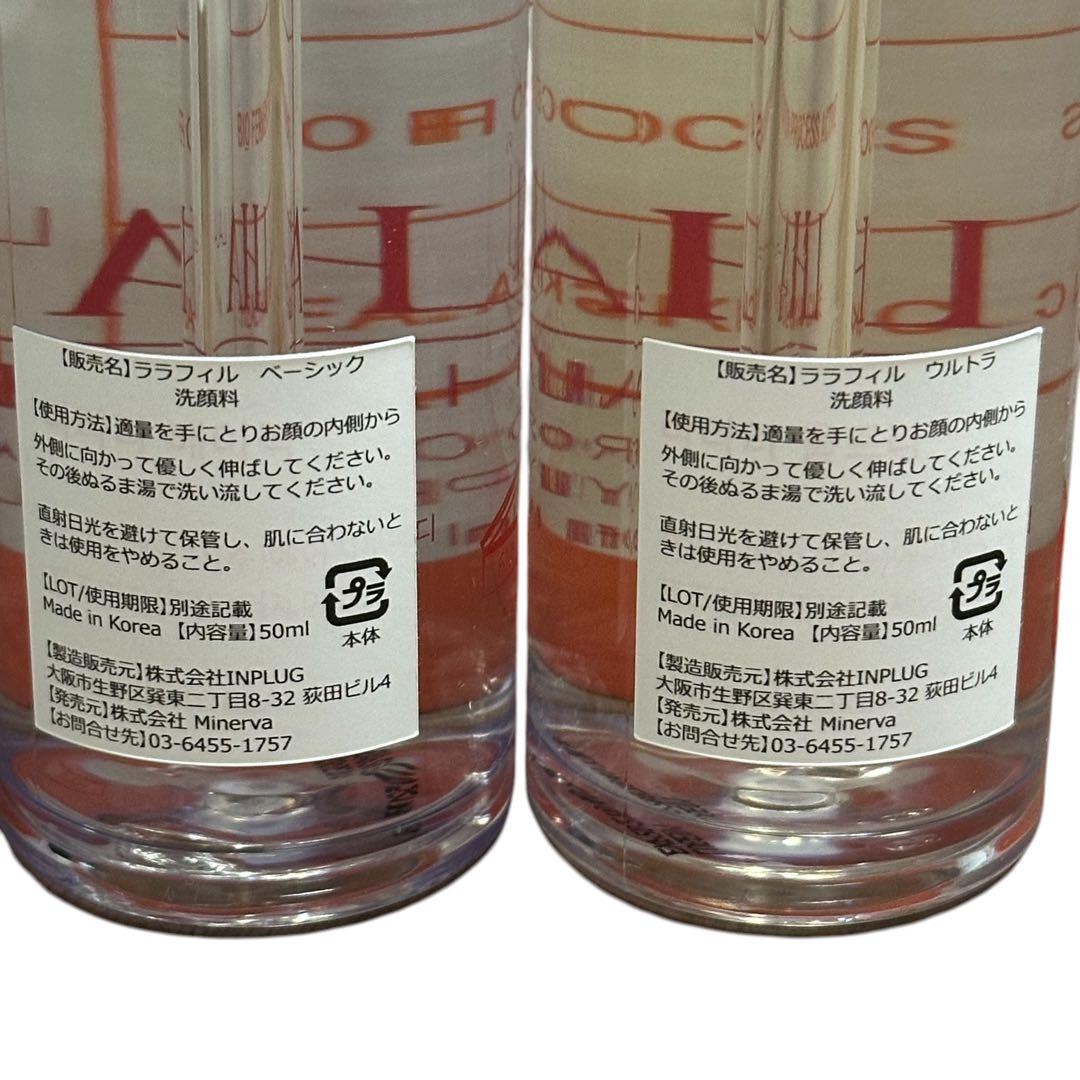 【販売名】ララフィル ベーシック
洗顔料
【使用方法】適量を手にとりお顔の内側から
外側に向かって優しく伸ばしてください。
その後ぬるま湯で洗い流してください。
直射日光を避けて保管し、肌に合わないと
きは使用をやめること。
【LOT/使用期限】別途記載
Made in Korea 【内容量】50ml
プラ
本体
【製造販売元】株式会社INPLUG
大阪市生野区巽東二丁目8-32 荻田ビル4
【発売元】株式会社 Minerva
【お問合せ先】03-6455-1757
【販売名】ララフィル ウルトラ
洗顔料
【使用方法】適量を手にとりお顔の内側から
外側に向かって優しく伸ばしてください。
その後ぬるま湯で洗い流してください。
直射日光を避けて保管し、肌に合わないと
きは使用をやめること。
【LOT/使用期限】別途記載
Made in Korea 【内容量】50ml
プラ
本体
【製造販売元】株式会社INPLUG
大阪市生野区巽東二丁目8-32 荻田ビル4
【発売元】株式会社 Minerva
【お問合せ先】03-6455-1757